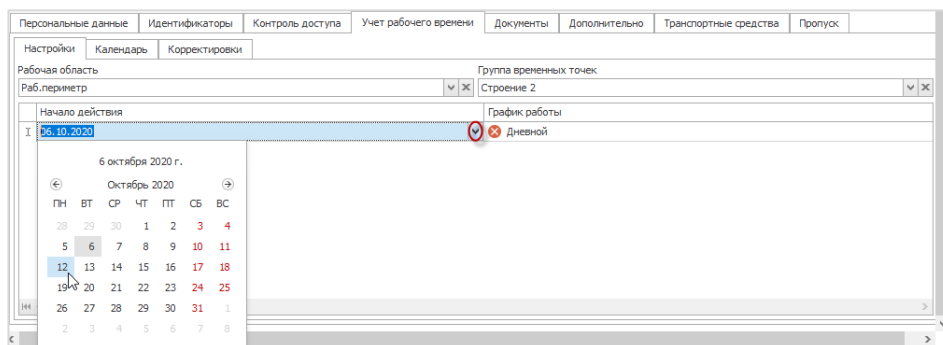 Персональные данные Идентификаторы Контроль доступа Учет рабочего времени Документы Дополнительно Транспортные средства Пропуск
Настройки Календарь Корректировки
Рабочая область Группа временных точек
Раб.периметр Строение 2
Начало действия График работы
06.10.2020 Дневной
6 октября 2020 г.
Октябрь 2020
ПН ВТ СР ЧТ ПТ СБ ВС
28 29 30 1 2 3 4
5 6 7 8 9 10 11
12 13 14 15 16 17 18
19 20 21 22 23 24 25
26 27 28 29 30 31 1
2 3 4 5 6 7 8